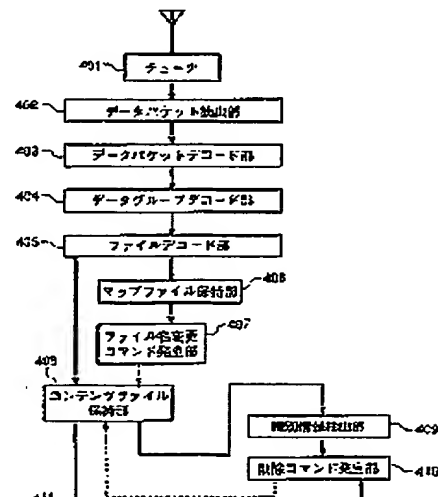 401
チューナ
402
データパケット抽出部
403
データパケットデコード部
404
データグループデコード部
405
ファイルデコード部
406
マップファイル保持部
407
ファイル名変更
コマンド発生部
408
コンテンツファイル
保持部
409
410
削除コマンド発生部